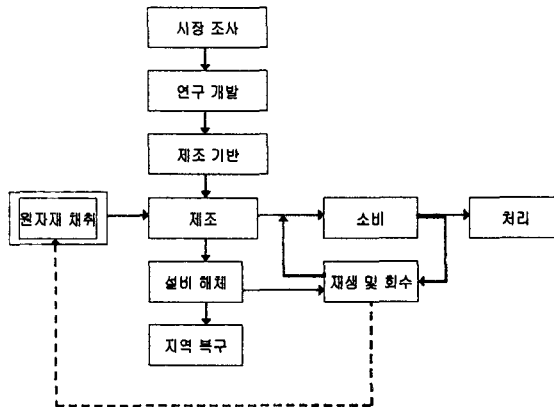 시장 조사
연구 개발
제조 기반
원자재 채취
제조
소비
처리
설비 해체
재생 및 회수
지역 복구